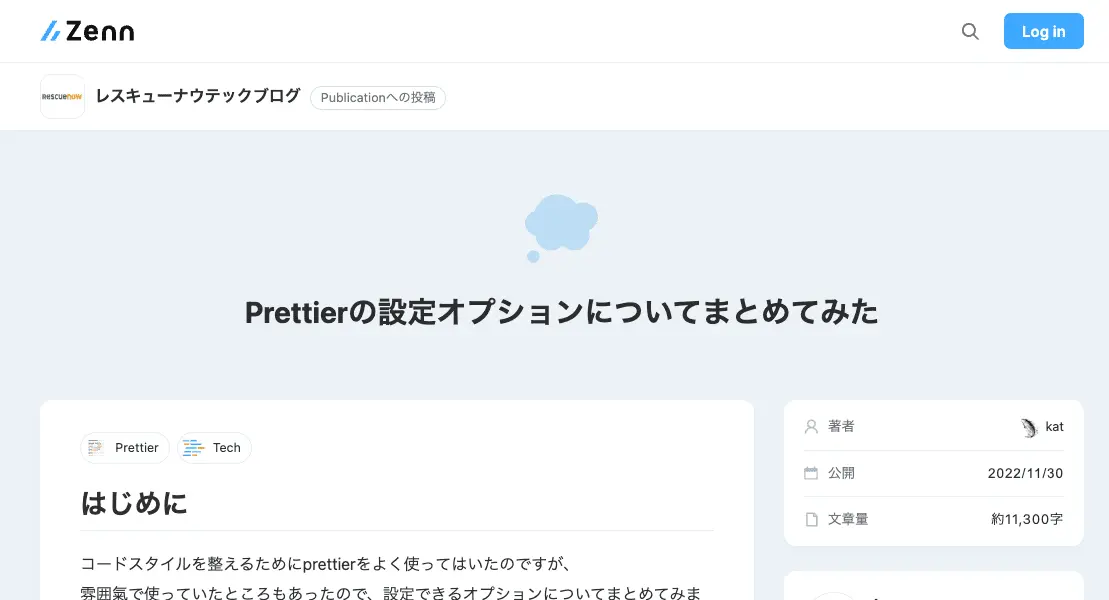 Zenn
Log in
RESCUENOW
レスキューナウテックブログ
Publicationへの投稿
Prettierの設定オプションについてまとめてみた
Prettier
Tech
はじめに
コードスタイルを整えるためにprettierをよく使ってはいたのですが、
雰囲氣で使っていたところもあったので、設定できるオプションについてまとめてみま
著者
kat
公開
2022/11/30
文章量
約11,300字